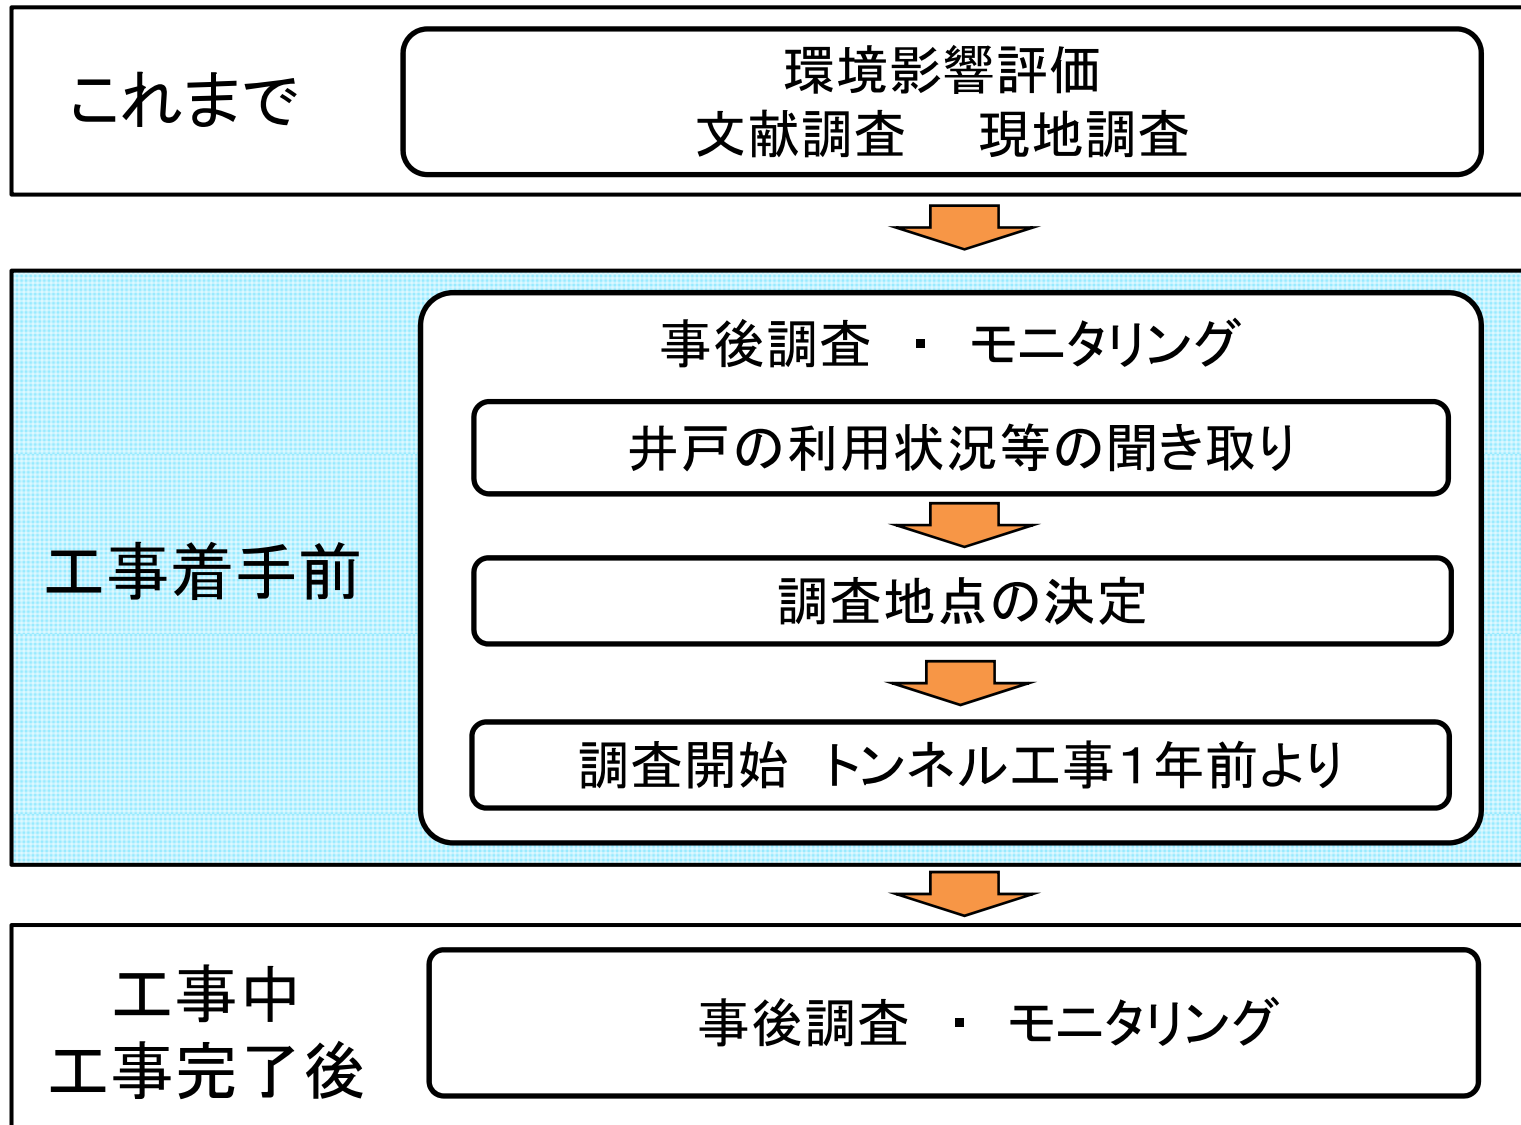 これまで
環境影響評価
文献調査　現地調査
工事着手前
事後調査 ・ モニタリング
井戸の利用状況等の聞き取り
調査地点の決定
調査開始 トンネル工事１年前より
工事中
工事完了後
事後調査 ・ モニタリング